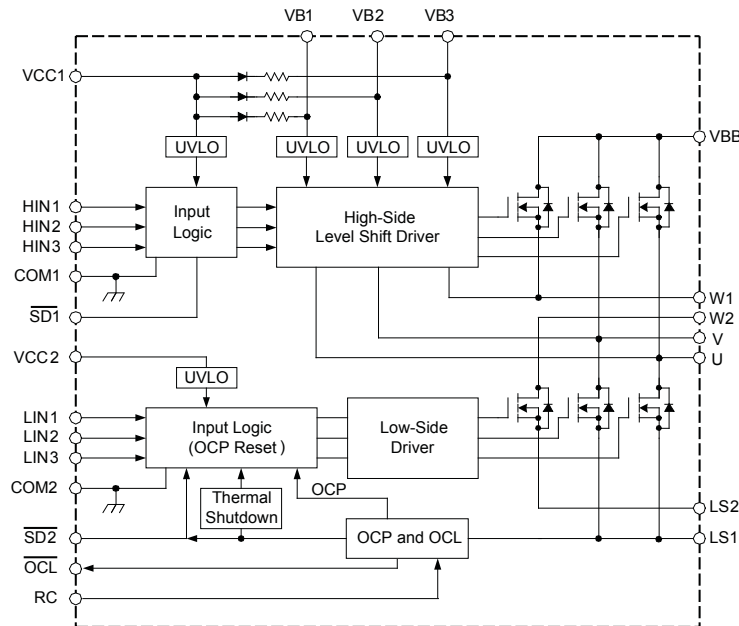 VB1 VB2 VB3
VCC1
UVLO UVLO UVLO UVLO
VBB
HIN1
HIN2
HIN3
Input
Logic
High-Side
Level Shift Driver
COM1
SD1
W1
W2
V
U
VCC2
UVLO
LIN1
LIN2
LIN3
Input Logic
(OCP Reset)
Low-Side
Driver
COM2
OCP
Thermal
Shutdown
LS2
SD2
OCP and OCL
LS1
OCL
RC